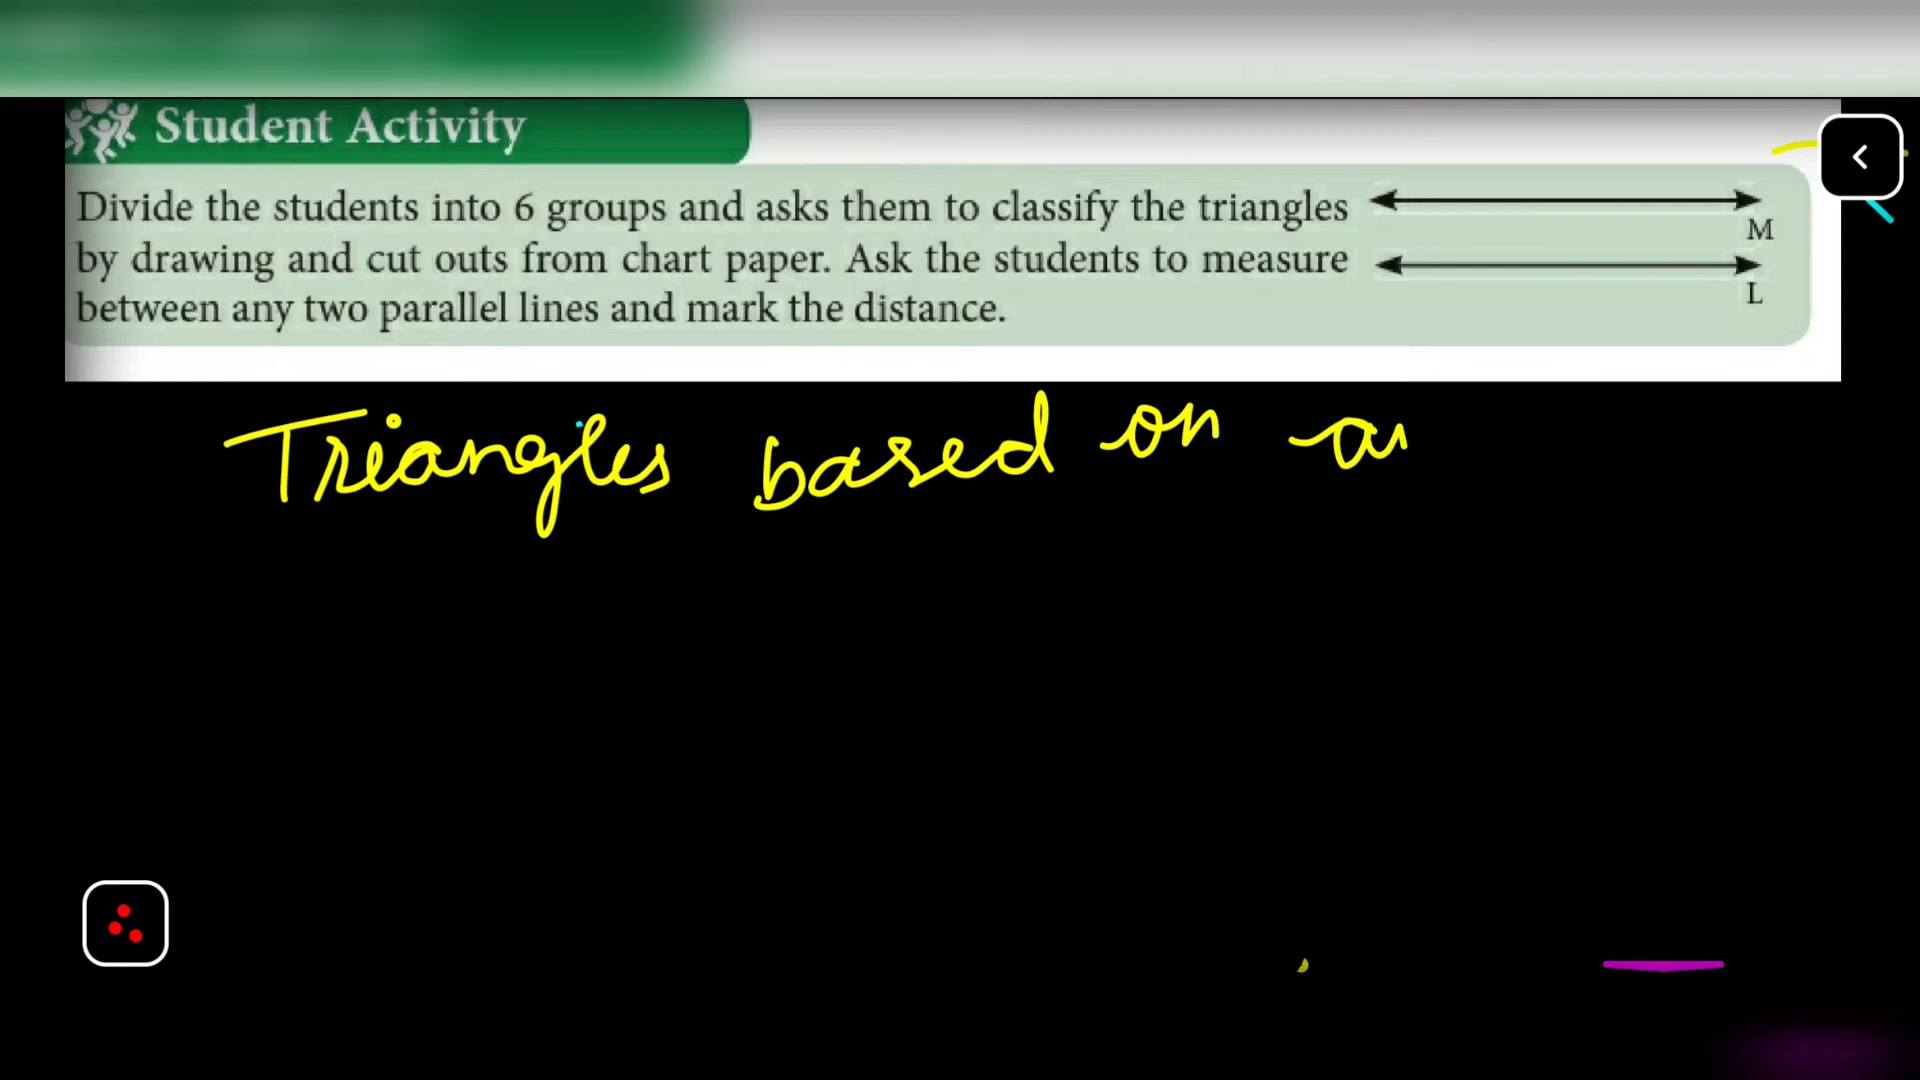 Student Activity
Divide the students into 6 groups and asks them to classify the triangles
by drawing and cut outs from chart paper. Ask the students to measure
between any two parallel lines and mark the distance.
M
L
Triangles based on